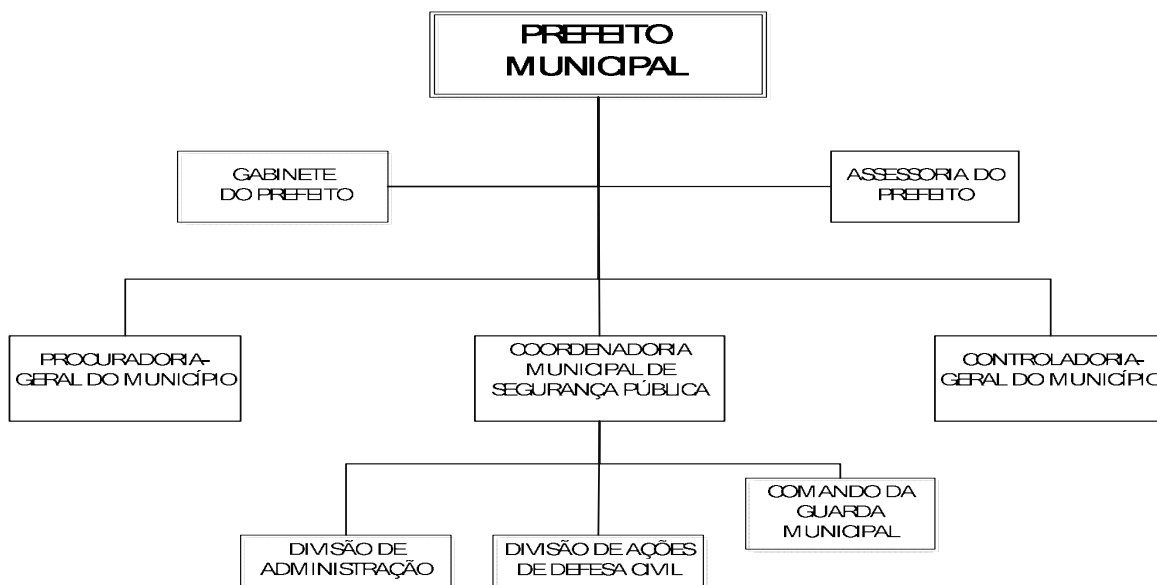 PREFEITO
MUNICIPAL
GABINETE
DO PREFEITO
ASSESSORIA DO
PREFEITO
PROCURADORIA-
GERAL DO MUNICÍPIO
COORDENADORIA
MUNICIPAL DE
SEGURANÇA PÚBLICA
CONTROLADORIA-
GERAL DO MUNICÍPIO
DIVISÃO DE
ADMINISTRAÇÃO
DIVISÃO DE AÇÕES
DE DEFESA CIVIL
COMANDO DA
GUARDA
MUNICIPAL